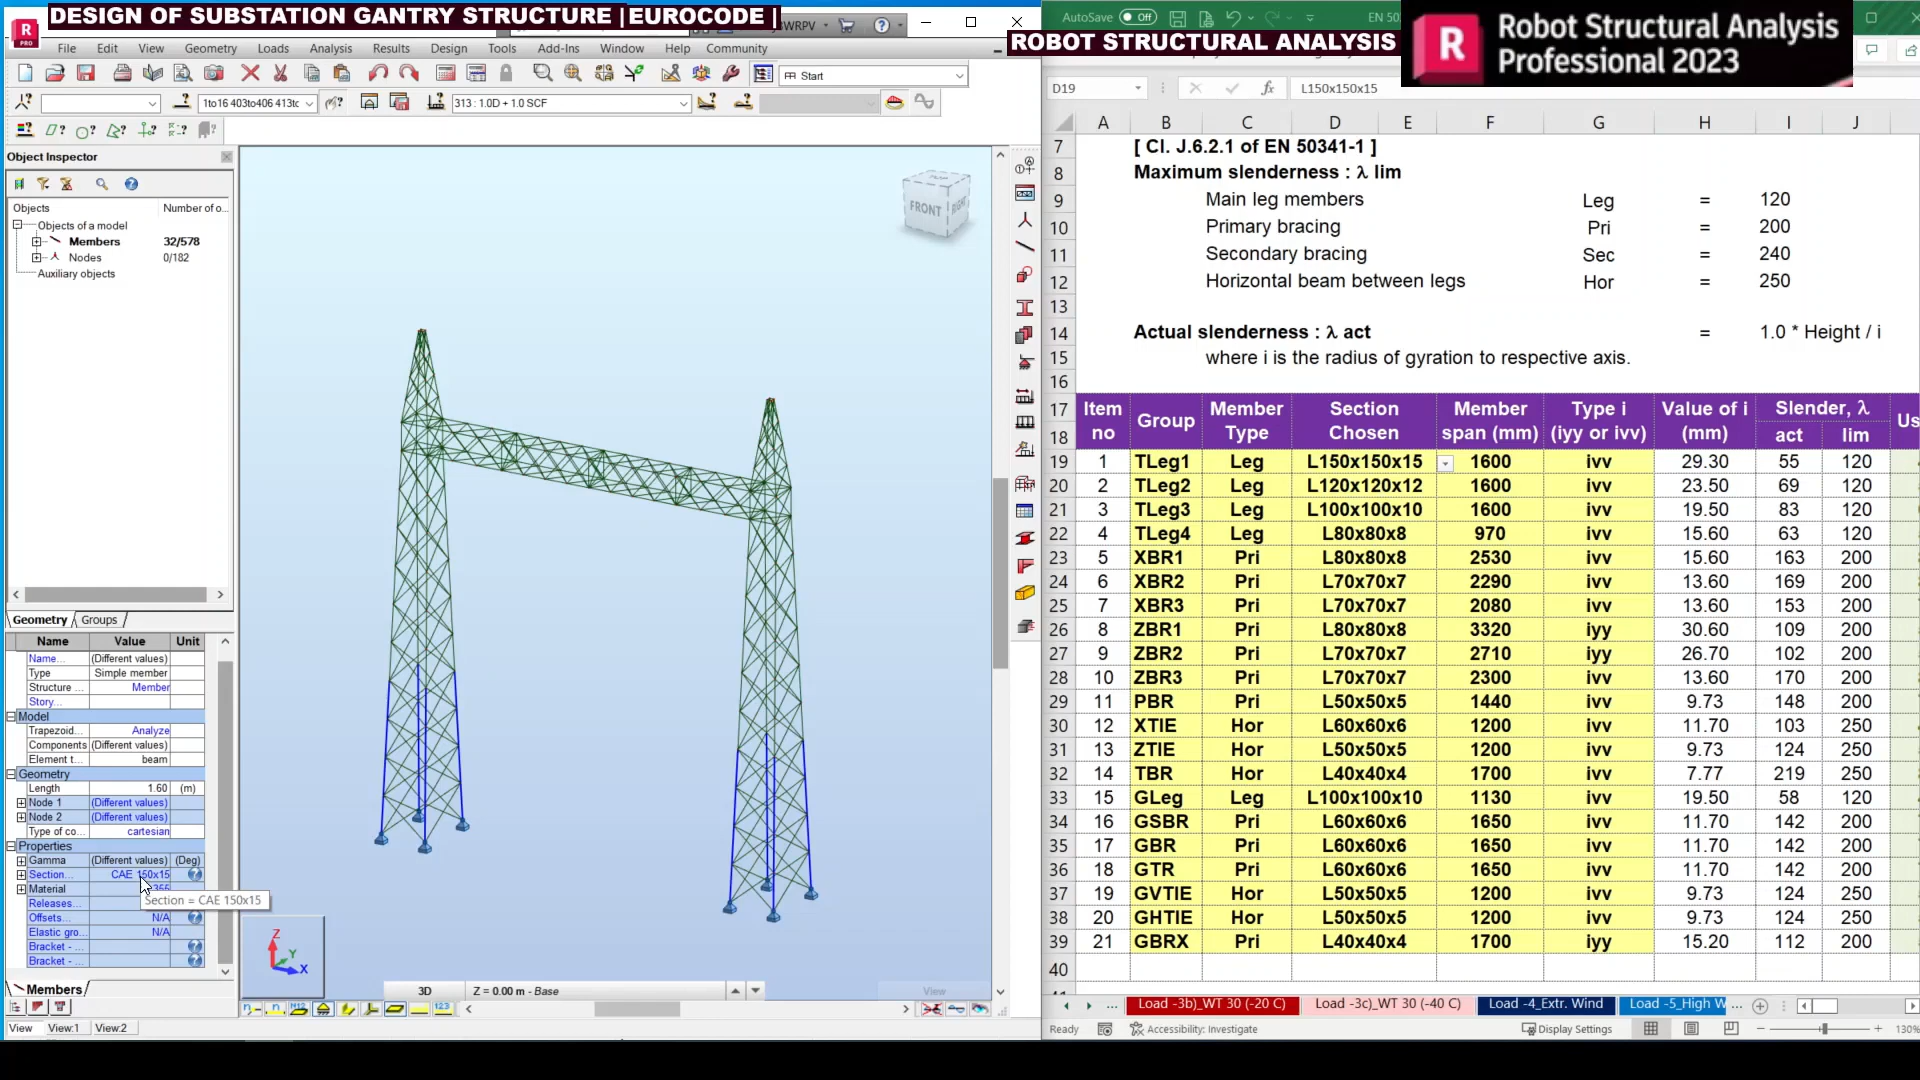 DESIGN OF SUBSTATION GANTRY STRUCTURE |EUROCODE |
ROBOT STRUCTURAL ANALYSIS
Robot Structural Analysis
Professional 2023
R
R
PRO
WRPV
File Edit View Geometry Loads Analysis Results Design Tools Add-Ins Window Help Community
Start
1to16 403to406 413tc
313 : 1.0D + 1.0 SCF
Object Inspector
Objects Number of o...
Objects of a model
Members 32/578
Nodes 0/182
Auxiliary objects
Geometry Groups
Name Value Unit
Name... (Different values)
Type Simple member
Structure ... Member
Story...
Model
Trapezoid... Analyze
Components (Different values)
Element t... beam
Geometry
Length 1.60 (m)
Node 1 (Different values)
Node 2 (Different values)
Type of co... cartesian
Properties
Gamma (Different values) (Deg)
Section... CAE 150x15
Material
Section = CAE 150x15
Releases...
Offsets... N/A
Elastic gro... N/A
Bracket - ...
Bracket - ...
Members
View View:1 View:2
FRONT
RIGHT
TOP
Z
Y
X
3D Z = 0.00 m - Base
View
AutoSave Off EN 50
D19 fx L150x150x15
A B C D E F G H I J
7 [ Cl. J.6.2.1 of EN 50341-1 ]
8 Maximum slenderness : λ lim
9 Main leg members Leg = 120
10 Primary bracing Pri = 200
11 Secondary bracing Sec = 240
12 Horizontal beam between legs Hor = 250
13
14 Actual slenderness : λ act = 1.0 * Height / i
15 where i is the radius of gyration to respective axis.
16
17 Item Group Member Section Member Type i Value of i Slender, λ Us
18 no Type Chosen span (mm) (iyy or ivv) (mm) act lim
19 1 TLeg1 Leg L150x150x15 1600 ivv 29.30 55 120
20 2 TLeg2 Leg L120x120x12 1600 ivv 23.50 69 120
21 3 TLeg3 Leg L100x100x10 1600 ivv 19.50 83 120
22 4 TLeg4 Leg L80x80x8 970 ivv 15.60 63 120
23 5 XBR1 Pri L80x80x8 2530 ivv 15.60 163 200
24 6 XBR2 Pri L70x70x7 2290 ivv 13.60 169 200
25 7 XBR3 Pri L70x70x7 2080 ivv 13.60 153 200
26 8 ZBR1 Pri L80x80x8 3320 iyy 30.60 109 200
27 9 ZBR2 Pri L70x70x7 2710 iyy 26.70 102 200
28 10 ZBR3 Pri L70x70x7 2300 ivv 13.60 170 200
29 11 PBR Pri L50x50x5 1440 ivv 9.73 148 200
30 12 XTIE Hor L60x60x6 1200 ivv 11.70 103 250
31 13 ZTIE Hor L50x50x5 1200 ivv 9.73 124 250
32 14 TBR Hor L40x40x4 1700 ivv 7.77 219 250
33 15 GLeg Leg L100x100x10 1130 ivv 19.50 58 120
34 16 GSBR Pri L60x60x6 1650 ivv 11.70 142 200
35 17 GBR Pri L60x60x6 1650 ivv 11.70 142 200
36 18 GTR Pri L60x60x6 1650 ivv 11.70 142 200
37 19 GVTIE Hor L50x50x5 1200 ivv 9.73 124 250
38 20 GHTIE Hor L50x50x5 1200 ivv 9.73 124 250
39 21 GBRX Pri L40x40x4 1700 iyy 15.20 112 200
40
... Load -3b)_WT 30 (-20 C) Load -3c)_WT 30 (-40 C) Load -4_Extr. Wind Load -5_High W ...
Ready Accessibility: Investigate Display Settings 130%